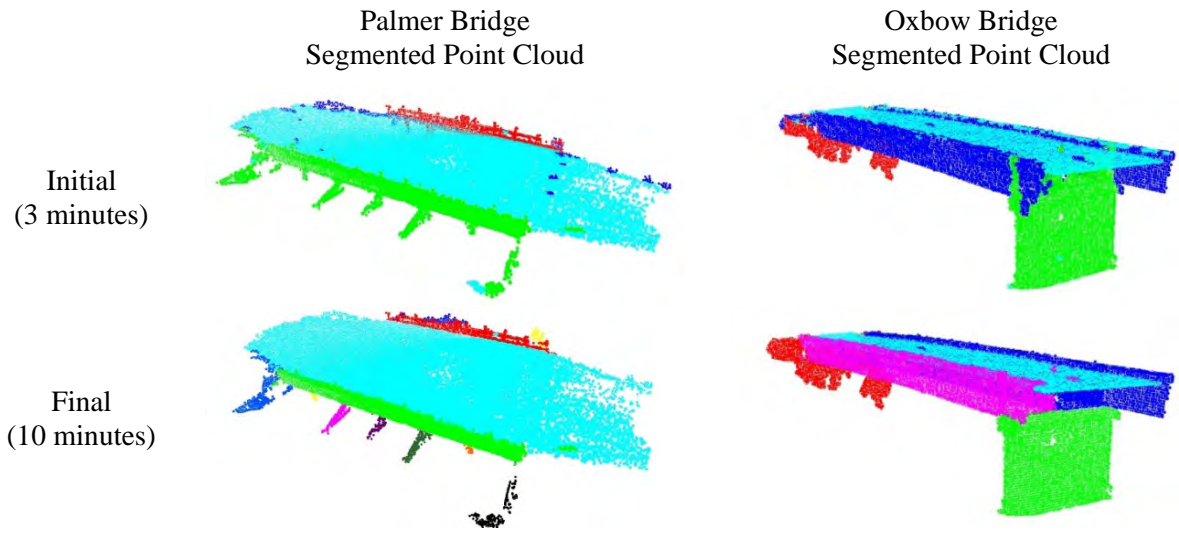 Palmer Bridge
Segmented Point Cloud
Oxbow Bridge
Segmented Point Cloud
Initial
(3 minutes)
Final
(10 minutes)